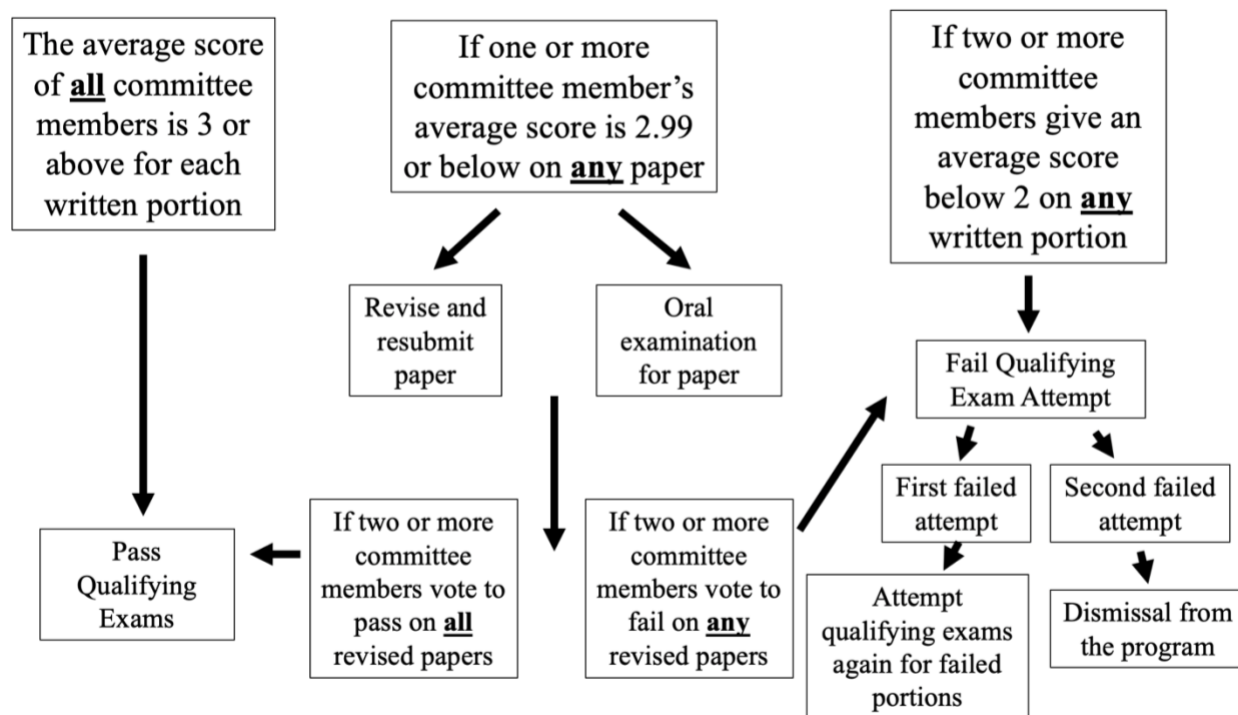 The average score
of all committee
members is 3 or
above for each
written portion
If one or more
committee member's
average score is 2.99
or below on any paper
If two or more
committee
members give an
average score
below 2 on any
written portion
Revise and
resubmit
paper
Oral
examination
for paper
Fail Qualifying
Exam Attempt
First failed
attempt
Second failed
attempt
Pass
Qualifying
Exams
If two or more
committee
members vote to
pass on all
revised papers
If two or more
committee
members vote to
fail on any
revised papers
Attempt
qualifying exams
again for failed
portions
Dismissal from
the program